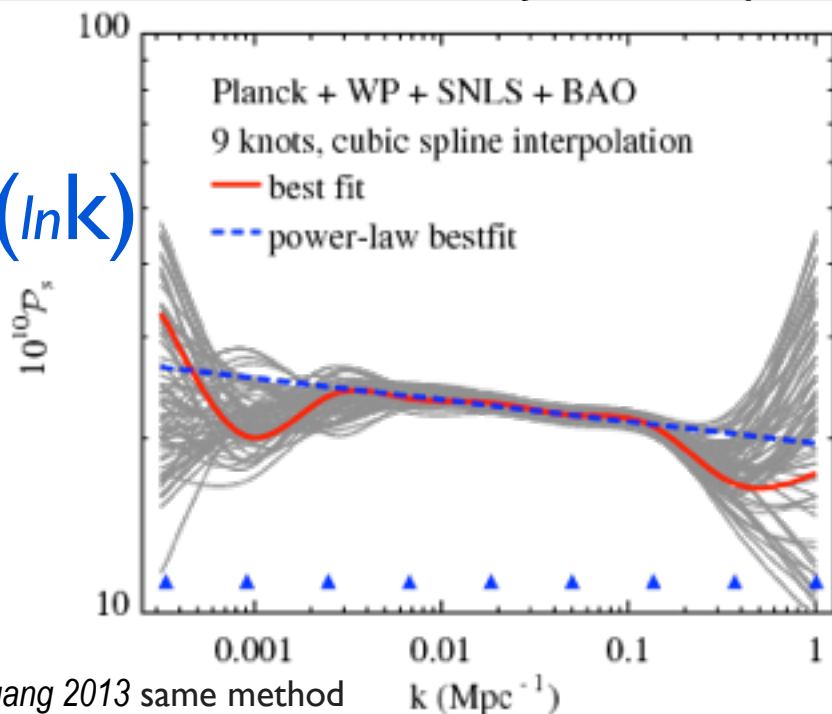 100
Planck + WP + SNLS + BAO
9 knots, cubic spline interpolation
best fit
power-law bestfit
(lnk)
10^10 P_s
10
0.001 0.01 0.1 1
k (Mpc^-1)
2013 same method